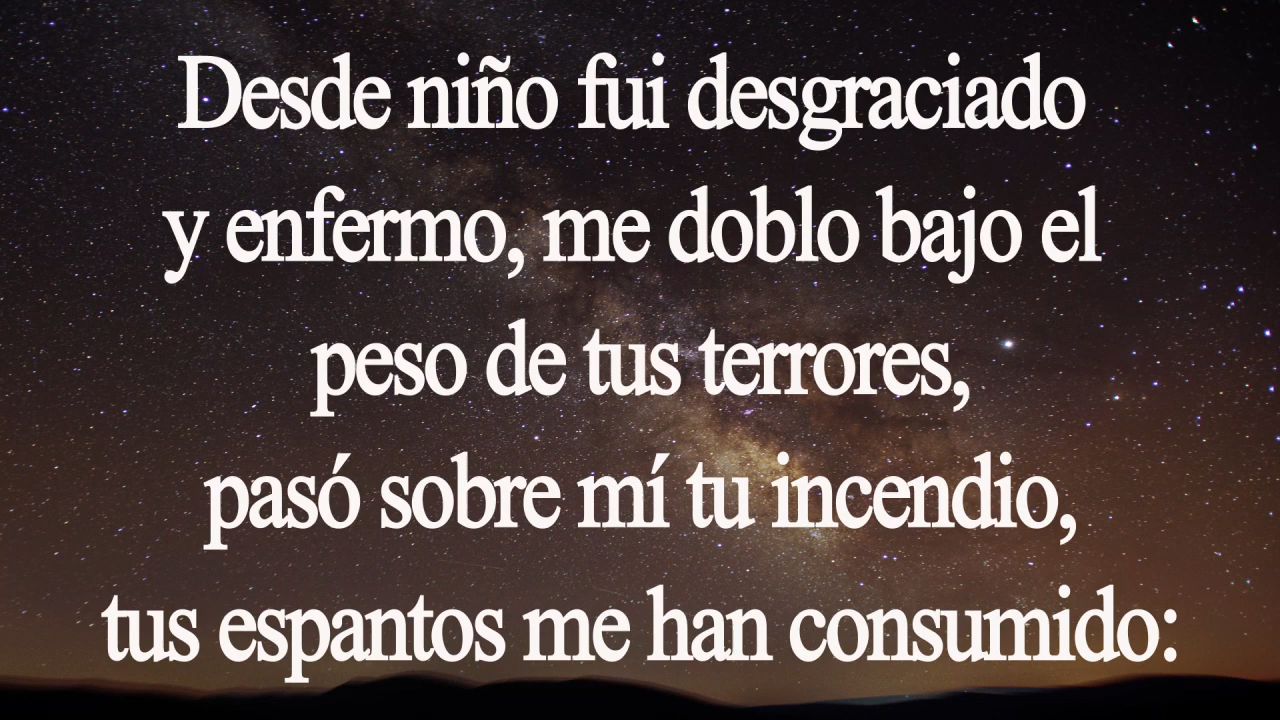 Desde niño fui desgraciado
y enfermo, me doblo bajo el
peso de tus terrores,
pasó sobre mí tu incendio,
tus espantos me han consumido: